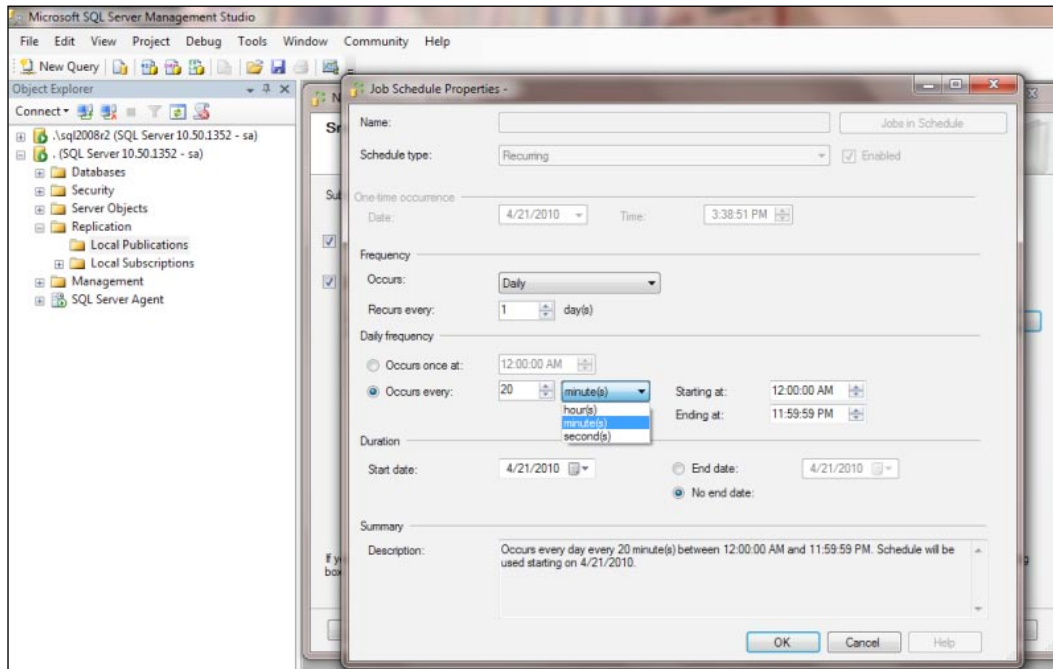 Microsoft SQL Server Management Studio
File Edit View Project Debug Tools Window Community Help
New Query
Object Explorer
Connect
.\sql2008r2 (SQL Server 10.50.1352 - sa)
. (SQL Server 10.50.1352 - sa)
Databases
Security
Server Objects
Replication
Local Publications
Local Subscriptions
Management
SQL Server Agent
N
Sn
Sub
If yo
box
g
Job Schedule Properties -
Name: Jobs in Schedule
Schedule type: Recurring Enabled
One-time occurrence
Date: 4/21/2010 Time: 3:38:51 PM
Frequency
Occurs: Daily
Recurs every: 1 day(s)
Daily frequency
Occurs once at: 12:00:00 AM
Occurs every: 20 minute(s) Starting at: 12:00:00 AM
hour(s)
minute(s)
second(s)
Ending at: 11:59:59 PM
Duration
Start date: 4/21/2010 End date: 4/21/2010
No end date:
Summary
Description: Occurs every day every 20 minute(s) between 12:00:00 AM and 11:59:59 PM. Schedule will be
used starting on 4/21/2010.
OK Cancel Help